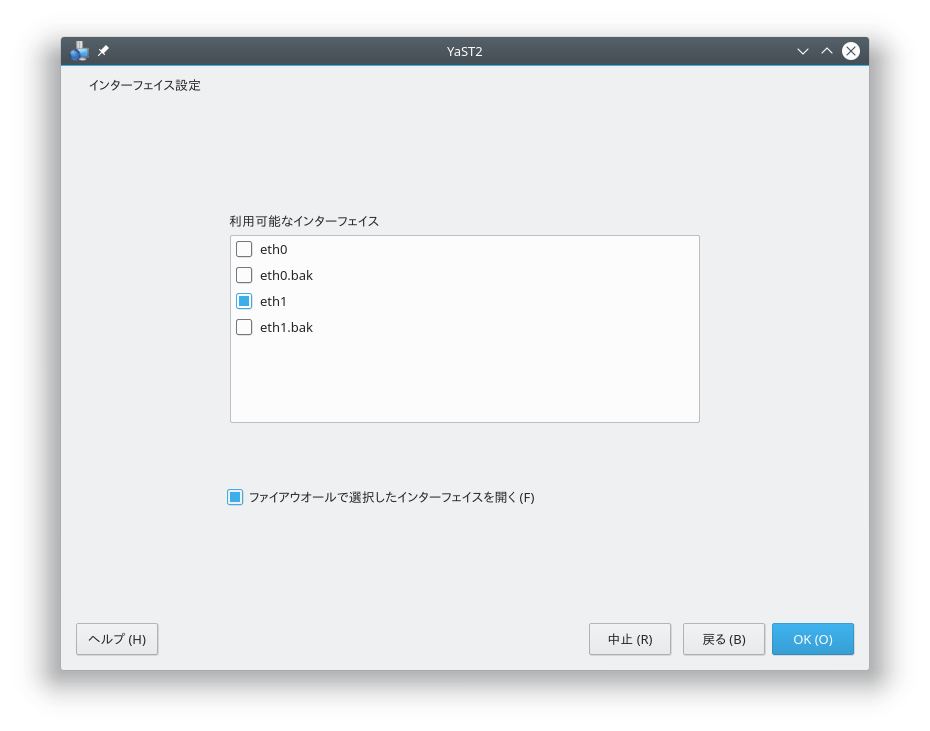 YaST2
インターフェイス設定
利用可能なインターフェイス
eth0
eth0.bak
eth1
eth1.bak
ファイアウオールで選択したインターフェイスを開く(F)
ヘルプ (H)
中止 (R)
戻る (B)
OK (O)